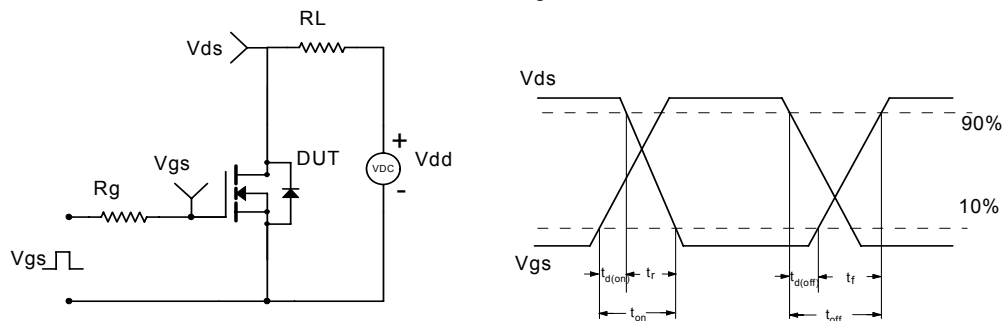 RL
Vds
Vgs
DUT
Rg
+
VDC
Vdd
-
Vgs
Vds
90%
10%
Vgs
td(on)
tr
td(off)
tf
ton
toff